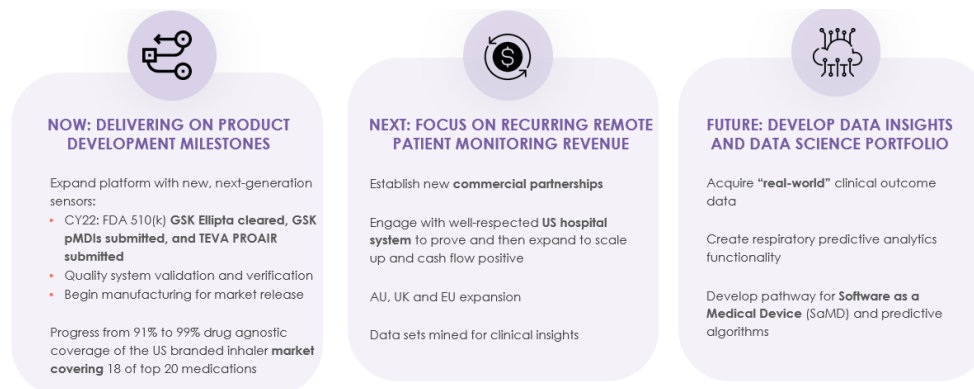 NOW: DELIVERING ON PRODUCT
DEVELOPMENT MILESTONES
Expand platform with new, next-generation
sensors:
• CY22: FDA 510(k) GSK Ellipta cleared, GSK
pMDIs submitted, and TEVA PROAIR
submitted
• Quality system validation and verification
• Begin manufacturing for market release
Progress from 91% to 99% drug agnostic
coverage of the US branded inhaler market
covering 18 of top 20 medications
$
NEXT: FOCUS ON RECURRING REMOTE
PATIENT MONITORING REVENUE
Establish new commercial partnerships
Engage with well-respected US hospital
system to prove and then expand to scale
up and cash flow positive
AU, UK and EU expansion
Data sets mined for clinical insights
FUTURE: DEVELOP DATA INSIGHTS
AND DATA SCIENCE PORTFOLIO
Acquire “real-world” clinical outcome
data
Create respiratory predictive analytics
functionality
Develop pathway for Software as a
Medical Device (SaMD) and predictive
algorithms